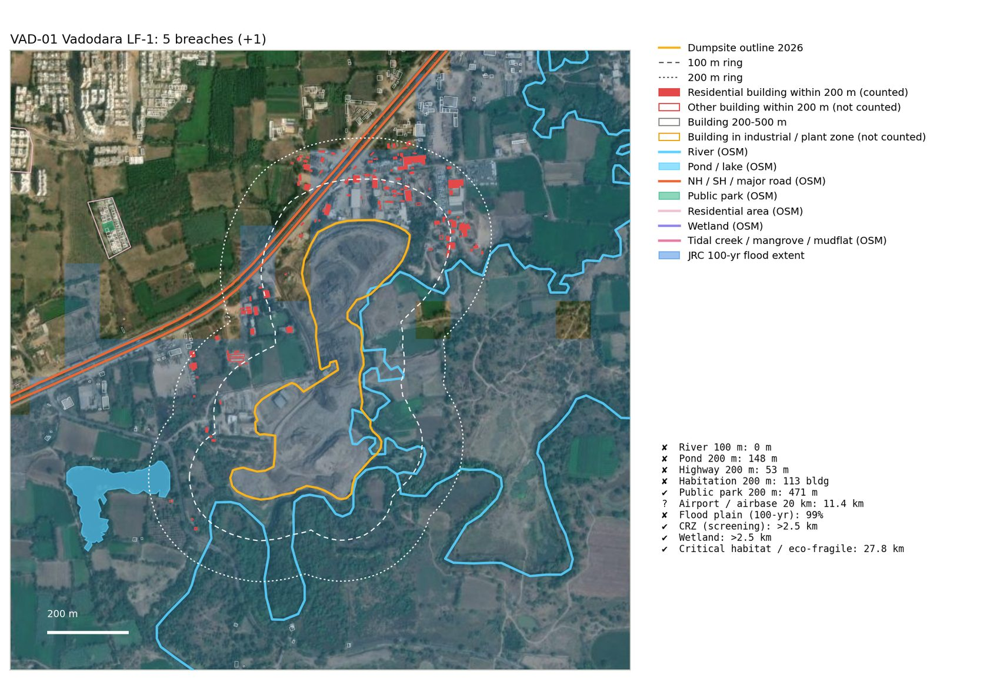 VAD-01 Vadodara LF-1: 5 breaches (+1)
Dumpsite outline 2026
100 m ring
200 m ring
Residential building within 200 m (counted)
Other building within 200 m (not counted)
Building 200-500 m
Building in industrial / plant zone (not counted)
River (OSM)
Pond / lake (OSM)
NH / SH / major road (OSM)
Public park (OSM)
Residential area (OSM)
Wetland (OSM)
Tidal creek / mangrove / mudflat (OSM)
JRC 100-yr flood extent
✘ River 100 m: 0 m
✘ Pond 200 m: 148 m
✘ Highway 200 m: 53 m
✘ Habitation 200 m: 113 bldg
✔ Public park 200 m: 471 m
? Airport / airbase 20 km: 11.4 km
✘ Flood plain (100-yr): 99%
✔ CRZ (screening): >2.5 km
✔ Wetland: >2.5 km
✔ Critical habitat / eco-fragile: 27.8 km
200 m